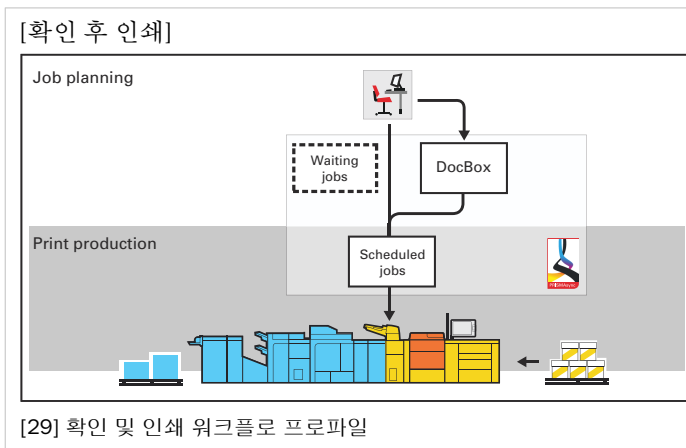 [확인 후 인쇄]
Job planning
Waiting
jobs
DocBox
Print production
Scheduled
jobs
PRISMAsync
[29] 확인 및 인쇄 워크플로 프로파일